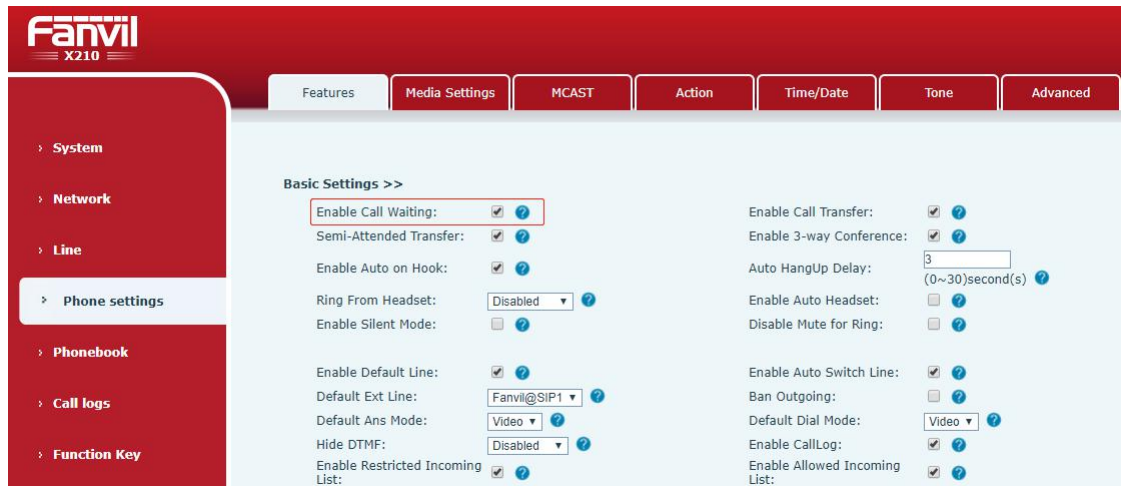 Fanvil
X210
Features Media Settings MCAST Action Time/Date Tone Advanced
System
Network
Line
Phone settings
Phonebook
Call logs
Function Key
Basic Settings >>
Enable Call Waiting: Enable Call Transfer:
Semi-Attended Transfer: Enable 3-way Conference:
Enable Auto on Hook: Auto HangUp Delay: 3
(0~30)second(s)
Ring From Headset: Disabled Enable Auto Headset:
Enable Silent Mode: Disable Mute for Ring:
Enable Default Line: Enable Auto Switch Line:
Default Ext Line: Fanvil@SIP1 Ban Outgoing:
Default Ans Mode: Video Default Dial Mode: Video
Hide DTMF: Disabled Enable CallLog:
Enable Restricted Incoming Enable Allowed Incoming
List: List: